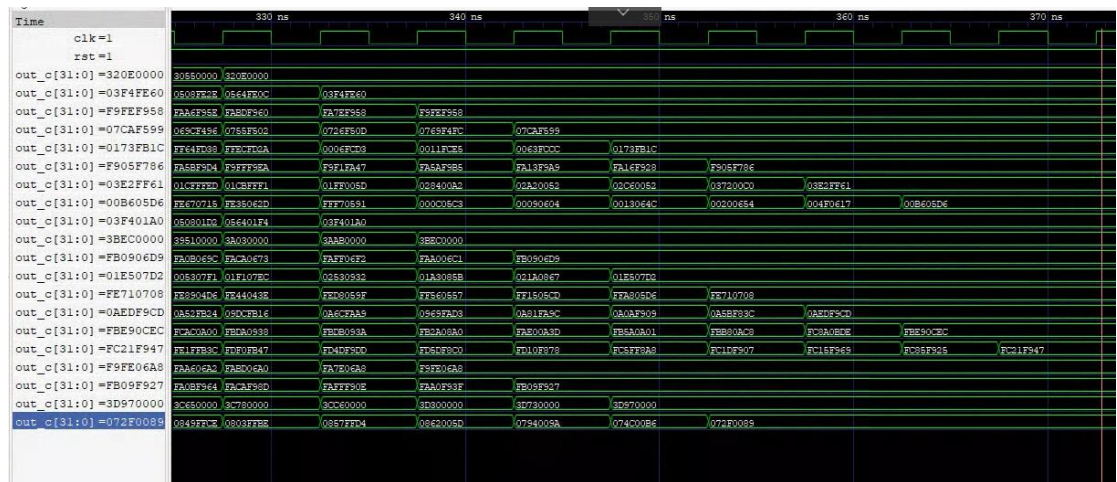 Time 330 ns 340 ns 350 ns 360 ns 370 ns
clk=1
rst=1
out_c[31:0]=320E0000 30550000 320E0000
out_c[31:0]=03F4FE60 0508FE2E 0564FE0C 03F4FE60
out_c[31:0]=F9FEF958 FAA6F95E FABDF960 FA7EF958 F9FEF958
out_c[31:0]=07CAF599 069CF496 0755F502 0726F50D 0769F4FC 07CAF599
out_c[31:0]=0173FB1C FF64FD38 FFECFD2A 0006FCD3 0011FCE5 0063FCCC 0173FB1C
out_c[31:0]=F905F786 FA5BF9D4 F9FFF9EA F9F1FA47 FA5AF9B5 FA13F9A9 FA16F928 F905F786
out_c[31:0]=03E2FF61 01CFFFED 01CBFFF1 01FF005D 028400A2 02A20052 02C60052 037200C0 03E2FF61
out_c[31:0]=00B605D6 FE670715 FE35062D FFF70591 000C05C3 00090604 0013064C 00200654 004F0617 00B605D6
out_c[31:0]=03F401A0 050801D2 056401F4 03F401A0
out_c[31:0]=3BEC0000 39510000 3A030000 3AAB0000 3BEC0000
out_c[31:0]=FB0906D9 FA0B069C FACA0673 FAFF06F2 FAA006C1 FB0906D9
out_c[31:0]=01E507D2 005307F1 01F107EC 02530932 01A3085B 021A0867 01E507D2
out_c[31:0]=FE710708 FE8904D6 FE44043E FED8059F FF560557 FF1505CD FFA805D6 FE710708
out_c[31:0]=0AEDF9CD 0A52FB24 09DCFB16 0A6CFAA9 0969FAD3 0A81FA9C 0A0AF909 0A5BF83C 0AEDF9CD
out_c[31:0]=FBE90CEC FCAC0A00 FBDA0938 FBDB093A FB2A08A0 FAE00A3D FB5A0A01 FBB80AC8 FC8A0BDE FBE90CEC
out_c[31:0]=FC21F947 FE1FFB3C FDF0FB47 FD4DF9DD FD5DF8C0 FD10F878 FC5FF8A8 FC1DF907 FC15F969 FC85F925 FC21F947
out_c[31:0]=F9FE06A8 FAA606A2 FABD06A0 FA7E06A8 F9FE06A8
out_c[31:0]=FB09F927 FA0BF964 FACAF98D FAFFF90E FAA0F93F FB09F927
out_c[31:0]=3D970000 3C650000 3C780000 3CC60000 3D300000 3D730000 3D970000
out_c[31:0]=072F0089 0849FFCE 0803FFBE 0857FFD4 0862005D 0794009A 074C00B6 072F0089